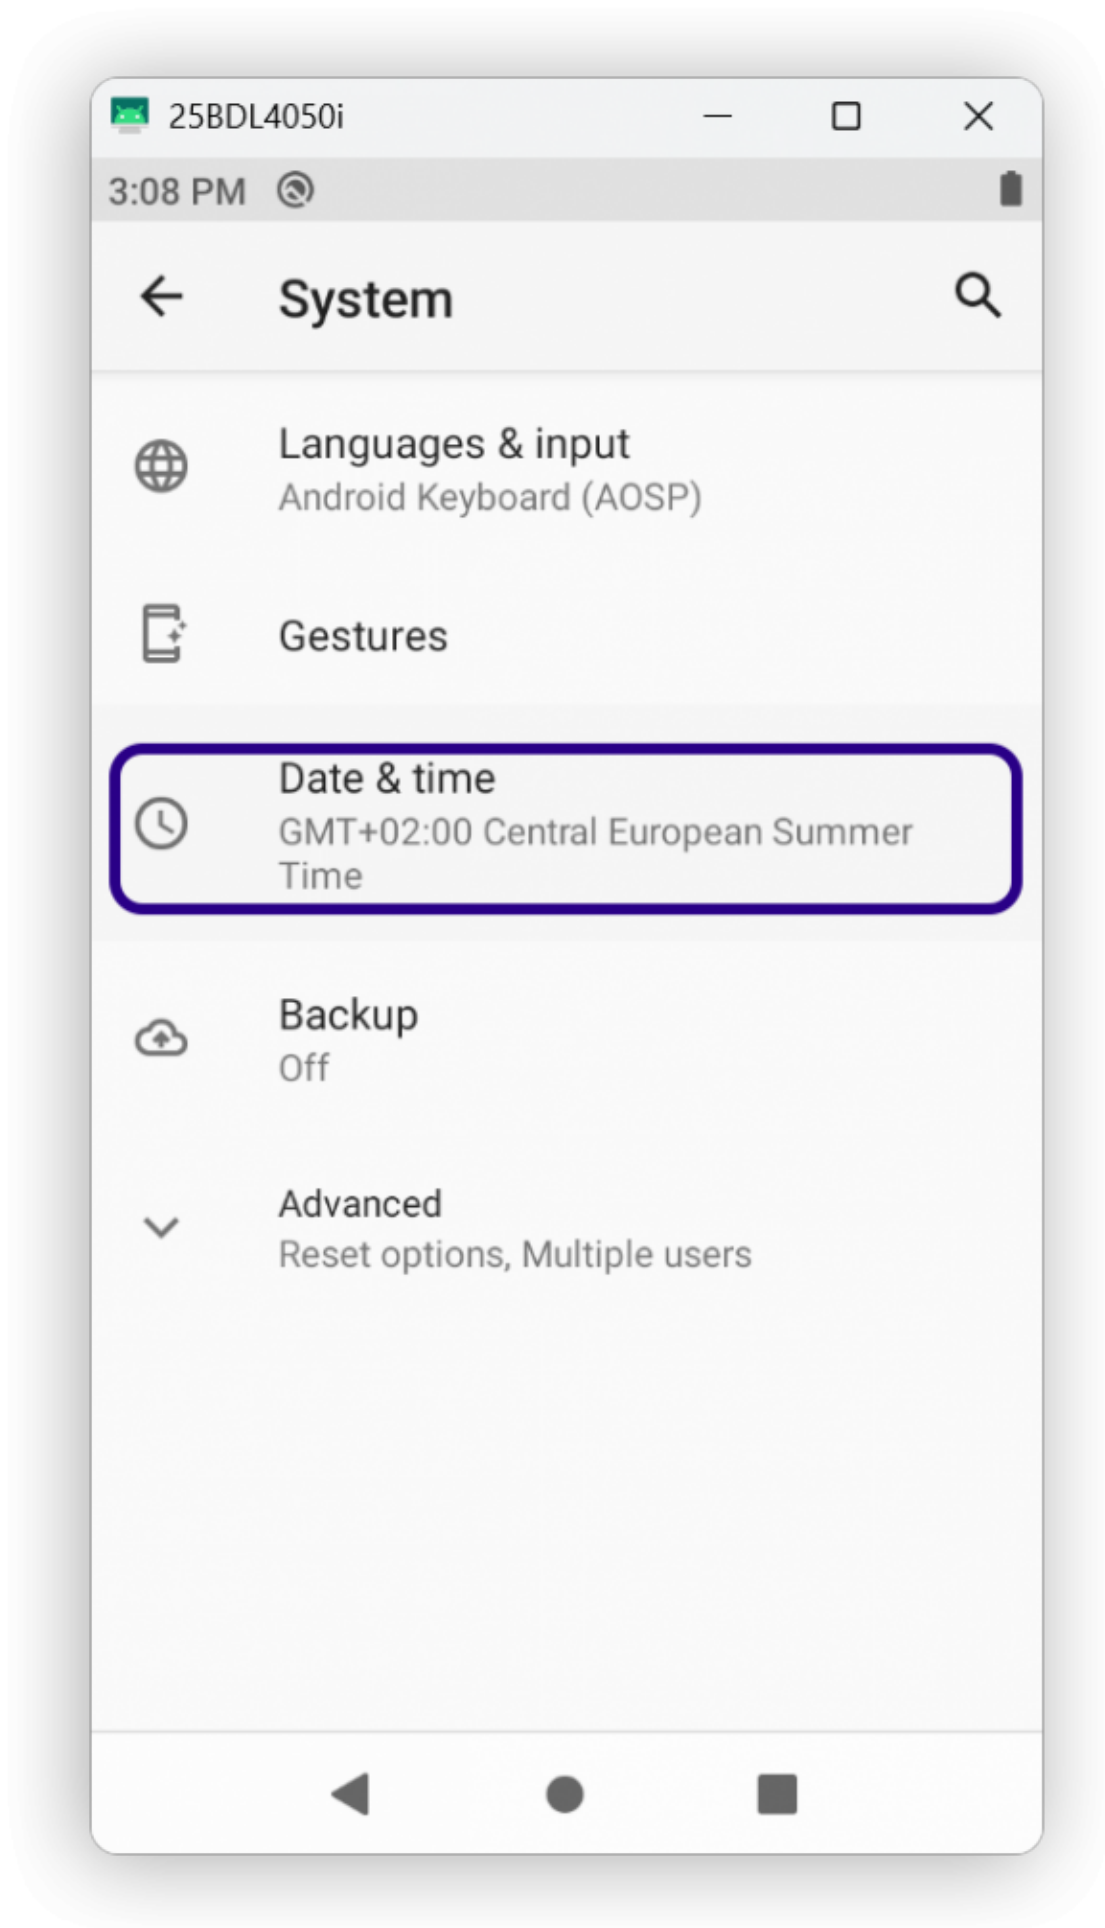 25BDL4050i
3:08 PM
System
Languages & input
Android Keyboard (AOSP)
Gestures
Date & time
GMT+02:00 Central European Summer
Time
Backup
Off
Advanced
Reset options, Multiple users